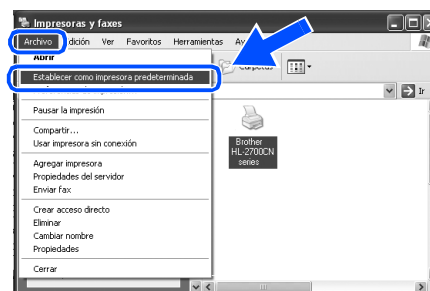 Impresoras y faxes
Archivo Edición Ver Favoritos Herramientas Ay
Abrir
Carpetas
Establecer como impresora predeterminada
Ir
Pausar la impresión
Compartir...
Usar impresora sin conexión
Agregar impresora
Propiedades del servidor
Enviar fax
Crear acceso directo
Eliminar
Cambiar nombre
Propiedades
Cerrar
Brother
HL-2700CN
series